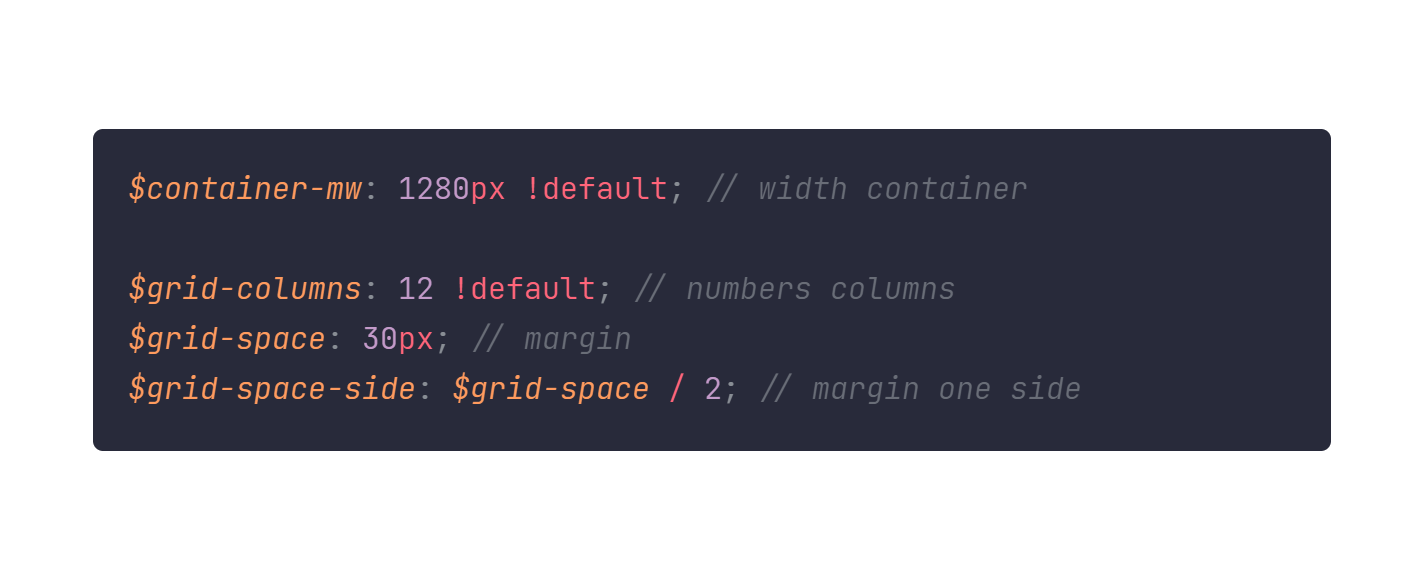 $container-mw: 1280px !default; // width container
$grid-columns: 12 !default; // numbers columns
$grid-space: 30px; // margin
$grid-space-side: $grid-space / 2; // margin one side